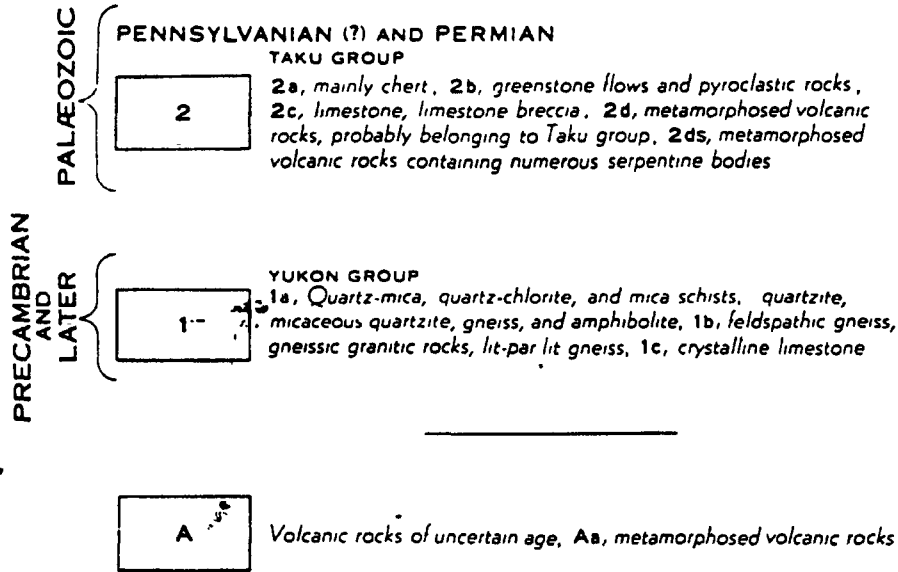 PALÆOZOIC
PENNSYLVANIAN (?) AND PERMIAN
TAKU GROUP
2
2a, mainly chert, 2b, greenstone flows and pyroclastic rocks,
2c, limestone, limestone breccia. 2d, metamorphosed volcanic
rocks, probably belonging to Taku group, 2ds, metamorphosed
volcanic rocks containing numerous serpentine bodies
PRECAMBRIAN
AND
LATER
YUKON GROUP
1
1a, Quartz-mica, quartz-chlorite, and mica schists, quartzite,
micaceous quartzite, gneiss, and amphibolite, 1b, feldspathic gneiss,
gneissic granitic rocks, lit-par lit gneiss, 1c, crystalline limestone
A
Volcanic rocks of uncertain age, Aa, metamorphosed volcanic rocks